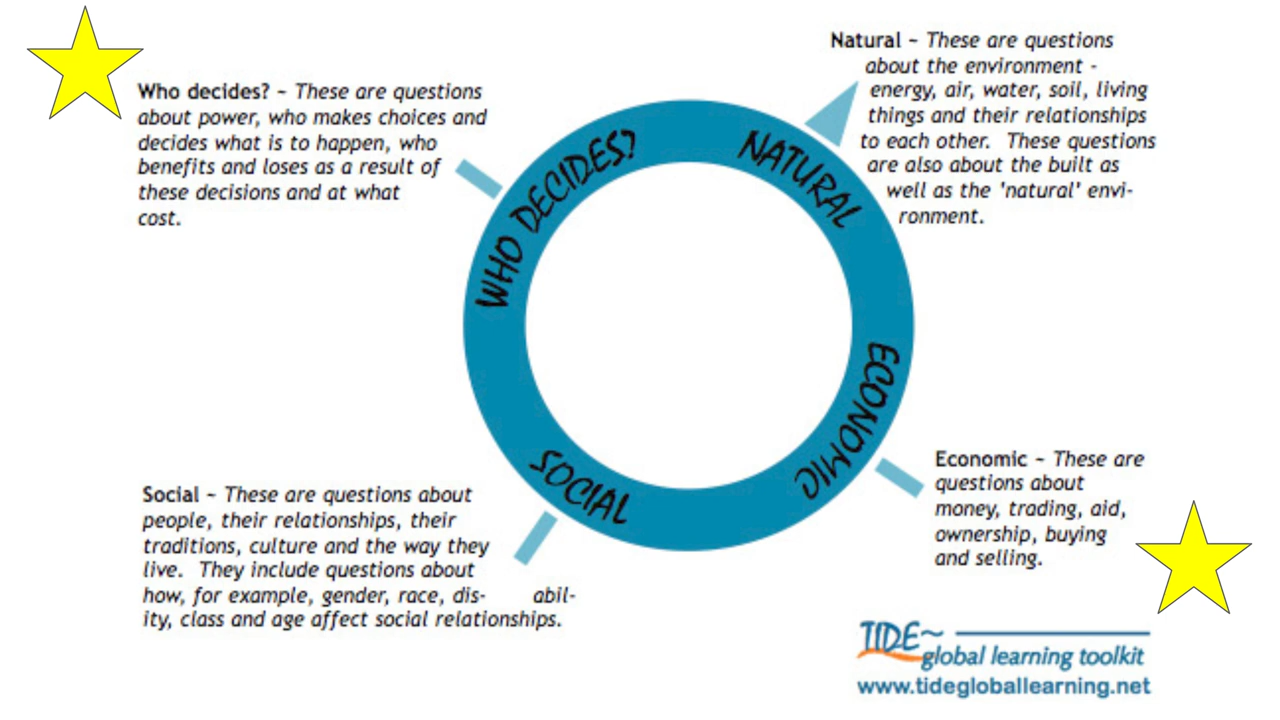 Who decides? ~ These are questions
about power, who makes choices and
decides what is to happen, who
benefits and loses as a result of
these decisions and at what
cost.
Natural ~ These are questions
about the environment -
energy, air, water, soil, living
things and their relationships
to each other. These questions
are also about the built as
well as the 'natural' envi-
ronment.
WHO DECIDES?
NATURAL
ECONOMIC
SOCIAL
Economic ~ These are
questions about
money, trading, aid,
ownership, buying
and selling.
Social ~ These are questions about
people, their relationships, their
traditions, culture and the way they
live. They include questions about
how, for example, gender, race, dis- abil-
ity, class and age affect social relationships.
TIDE~
global learning toolkit
www.tidegloballearning.net